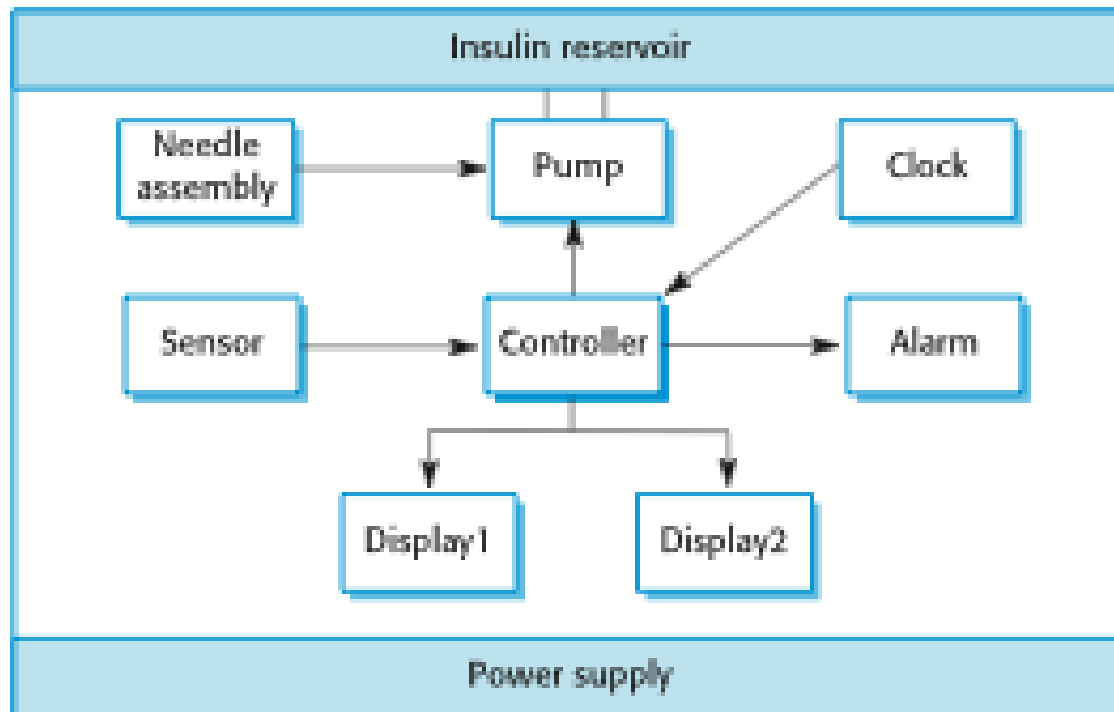 Insulin reservoir
Needle
assembly
Pump
Clock
Sensor
Controller
Alarm
Display1
Display2
Power supply